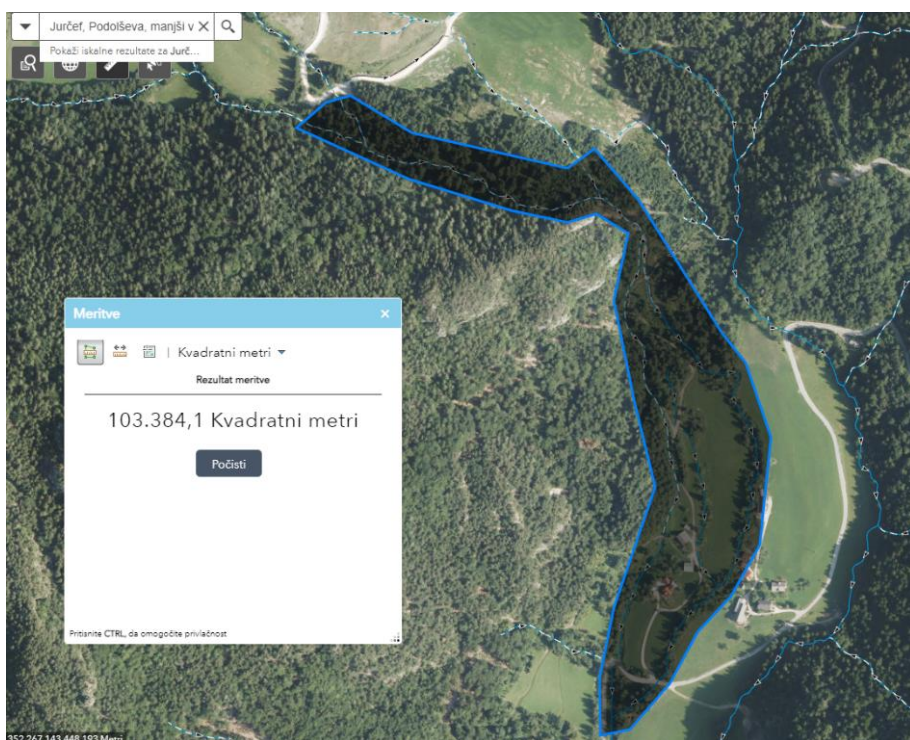 Jurčef, Podolševa, manjši v
Pokaži iskalne rezultate za Jurč...
Meritve
Kvadratni metri
Rezultat meritve
103.384,1 Kvadratni metri
Počisti
Pritisnite CTRL, da omogočite privlačnost
352.267,143 448.193 Metri